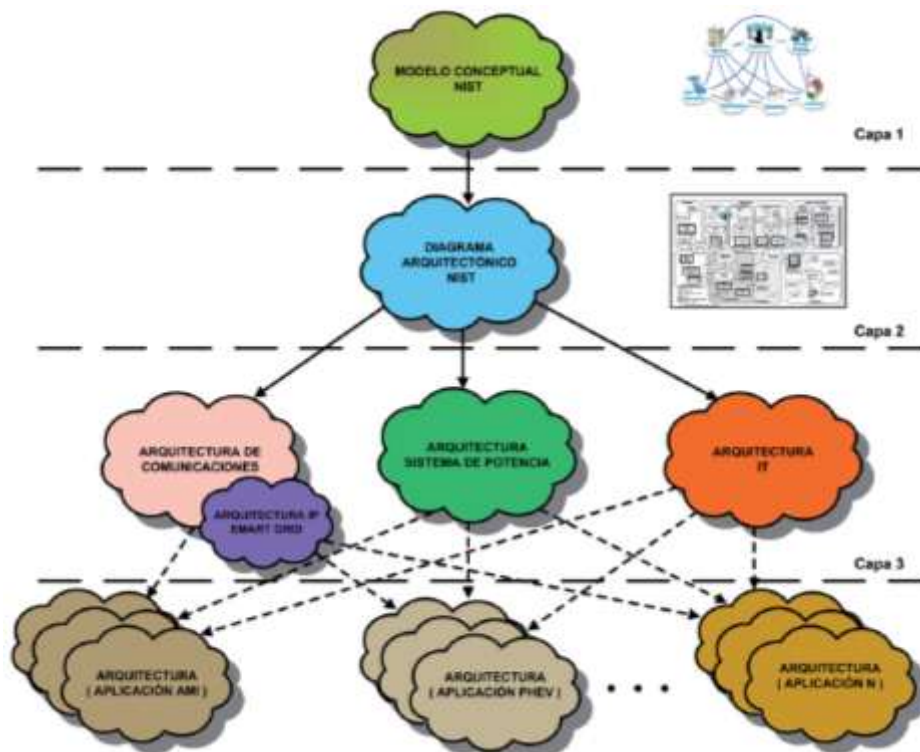 MODELO CONCEPTUAL
NIST
Capa 1
DIAGRAMA
ARQUITECTÓNICO
NIST
Capa 2
ARQUITECTURA DE
COMUNICACIONES
ARQUITECTURA
SISTEMA DE POTENCIA
ARQUITECTURA
IT
ARQUITECTURA IP
SMART GRID
Capa 3
ARQUITECTURA
( APLICACIÓN AMI )
ARQUITECTURA
( APLICACIÓN PHEV )
ARQUITECTURA
( APLICACIÓN N )